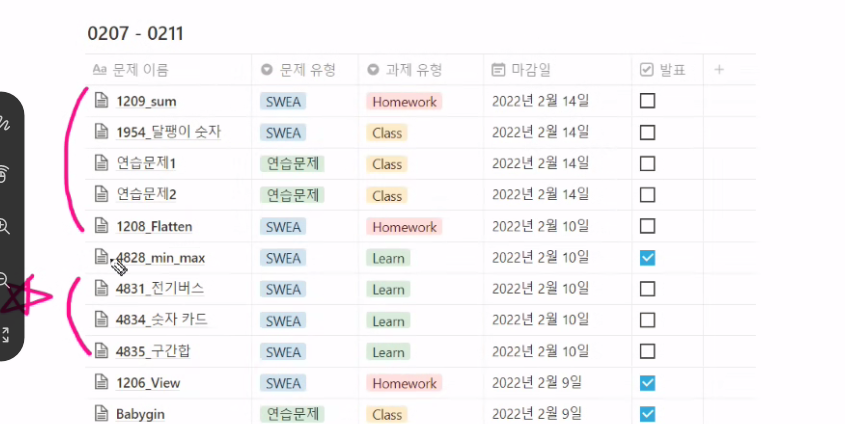 0207 - 0211
Aa 문제 이름 문제 유형 과제 유형 마감일 발표 +
1209_sum SWEA Homework 2022년 2월 14일
1954_달팽이 숫자 SWEA Class 2022년 2월 14일
연습문제1 연습문제 Class 2022년 2월 14일
연습문제2 연습문제 Class 2022년 2월 14일
1208_Flatten SWEA Homework 2022년 2월 10일
4828_min_max SWEA Learn 2022년 2월 10일
4831_전기버스 SWEA Learn 2022년 2월 10일
4834_숫자 카드 SWEA Learn 2022년 2월 10일
4835_구간합 SWEA Learn 2022년 2월 10일
1206_View SWEA Homework 2022년 2월 9일
Babygin 연습문제 Class 2022년 2월 9일